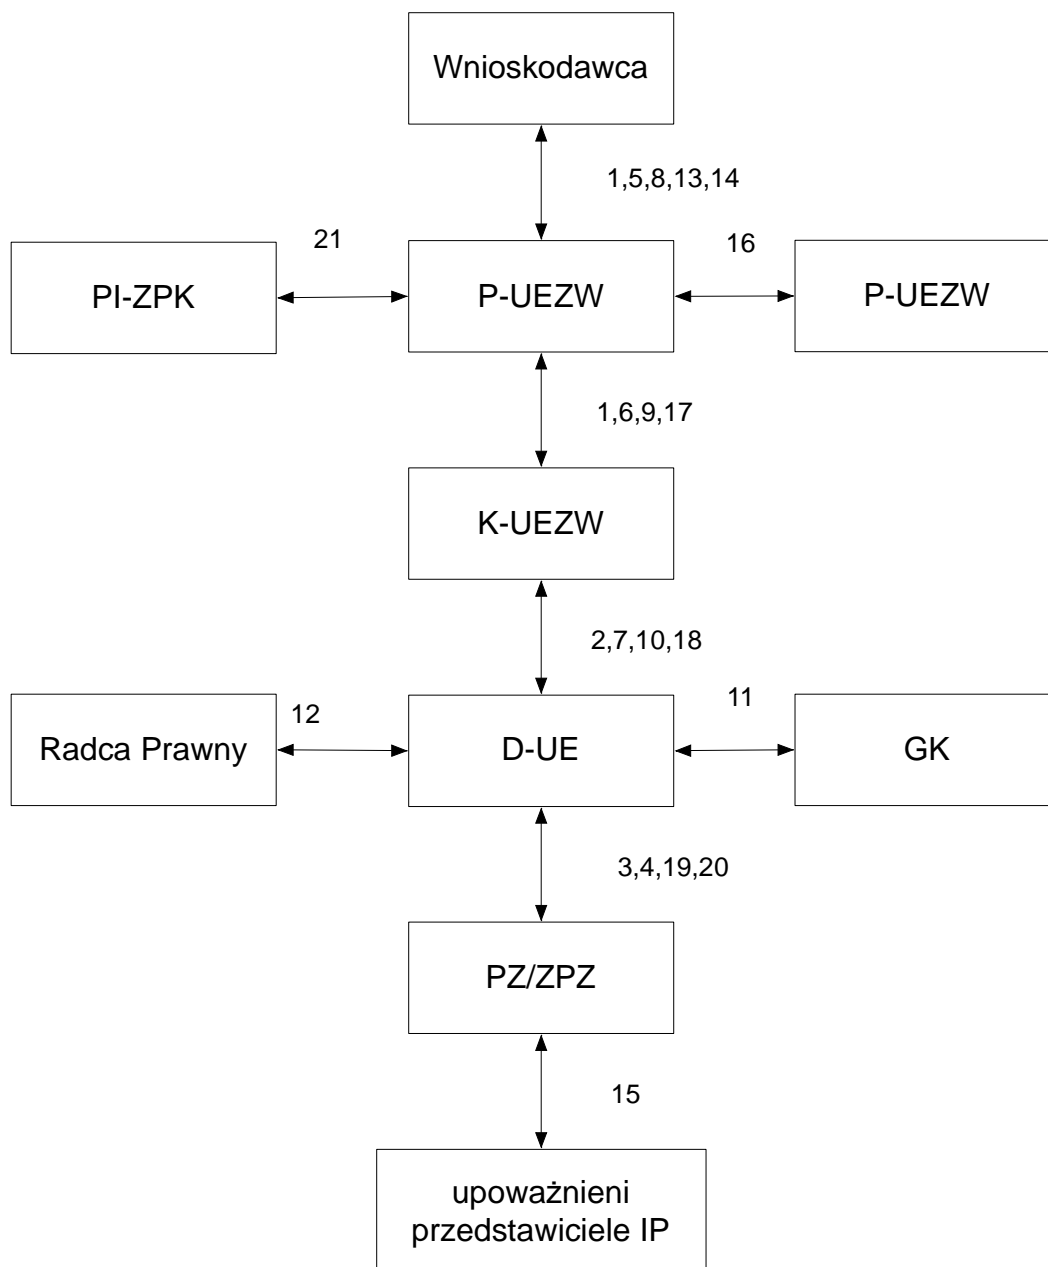 Wnioskodawca
1,5,8,13,14
21
16
PI-ZPK
P-UEZW
P-UEZW
1,6,9,17
K-UEZW
2,7,10,18
12
11
Radca Prawny
D-UE
GK
3,4,19,20
PZ/ZPZ
15
upoważnieni
przedstawiciele IP